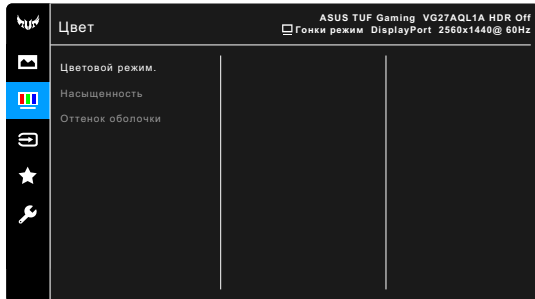 Цвет
ASUS TUF Gaming VG27AQL1A HDR Off
Гонки режим DisplayPort 2560x1440@ 60Hz
Цветовой режим.
Насыщенность
Оттенок оболочки